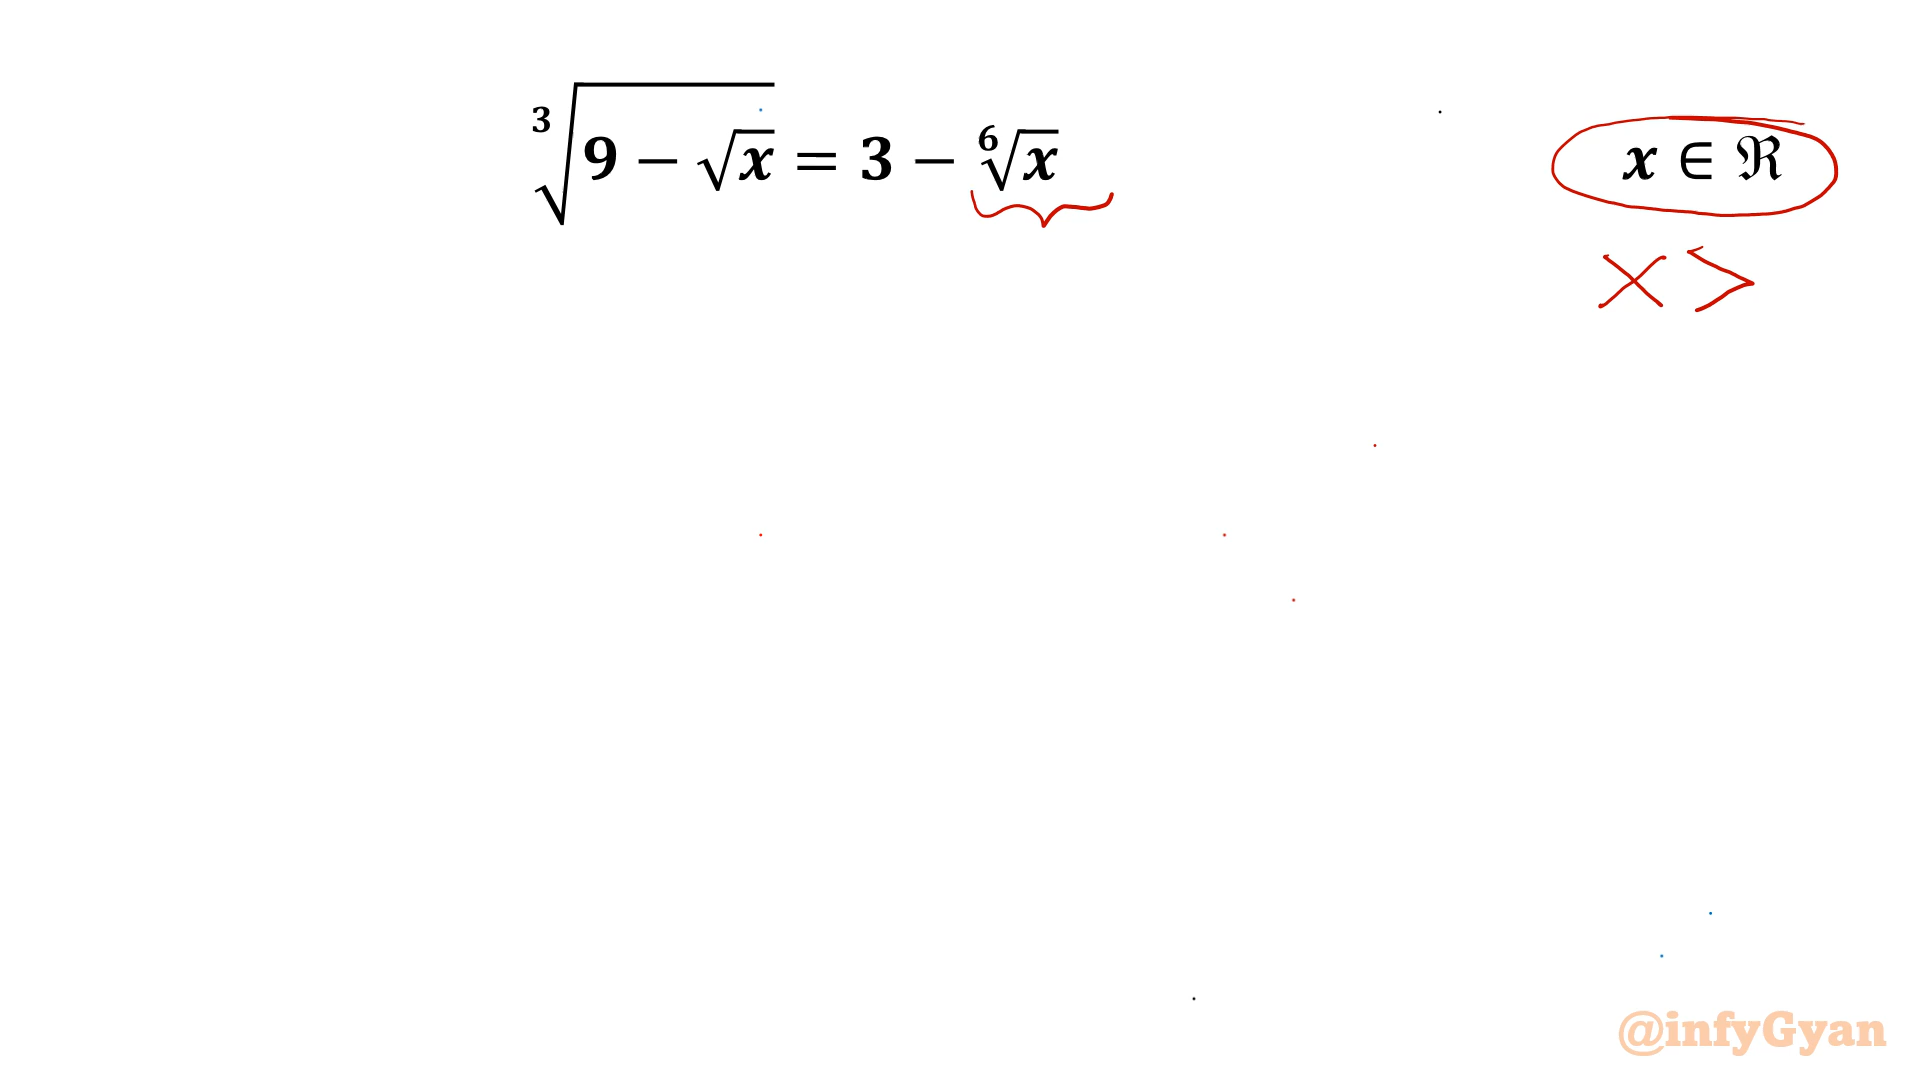 ∛(9 − √x) = 3 − ⁶√x x ∈ ℜ
x >
@infyGyan